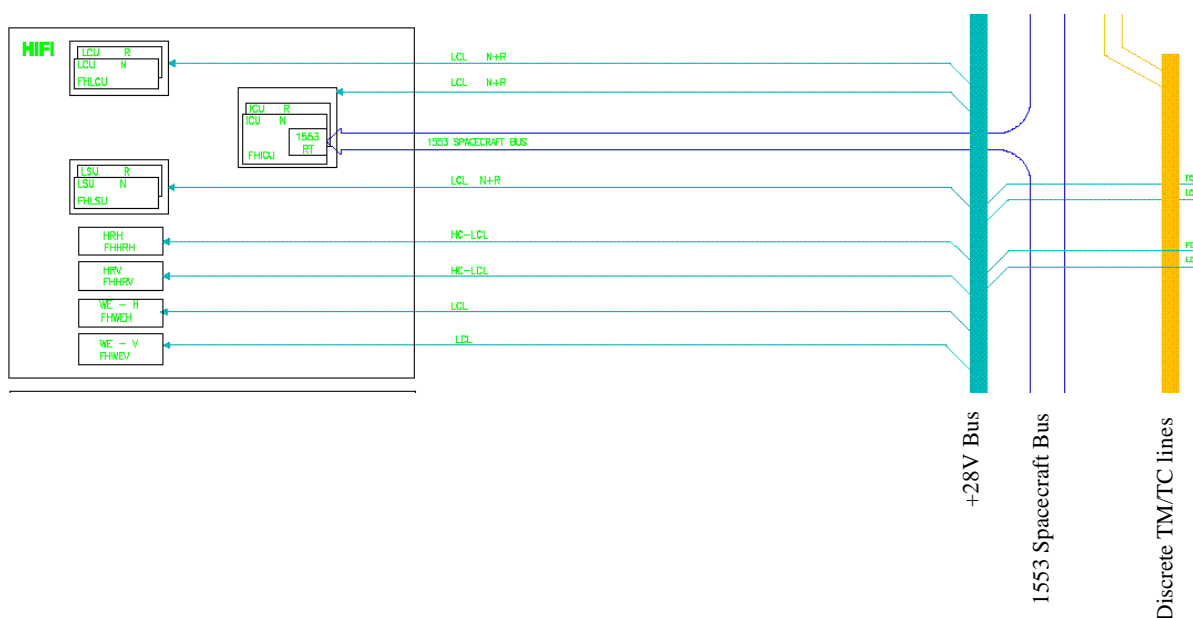 HIFI
LCU R
LCU N
FHLCU
LCL N+R
LCL N+R
ICU R
ICU N
1553
RT
FHICU
1553 SPACECRAFT BUS
LSU R
LSU N
FHLSU
LCL N+R
HRH
FHHRH
HC-LCL
HRV
FHHRV
HC-LCL
WE - H
FHWEH
LCL
WE - V
FHWEV
LCL
+28V Bus
1553 Spacecraft Bus
Discrete TM/TC lines